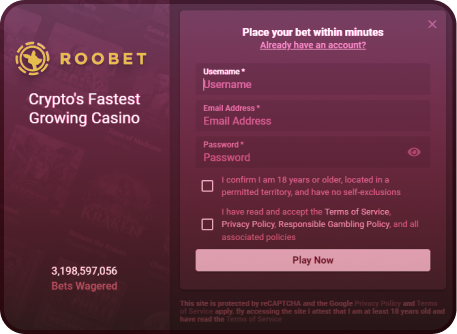 ROOBET
Crypto's Fastest
Growing Casino
3,198,597,056
Bets Wagered
Place your bet within minutes
Already have an account?
Username *
Username
Email Address *
Email Address
Password *
Password
I confirm I am 18 years or older, located in a
permitted territory, and have no self-exclusions
I have read and accept the Terms of Service,
Privacy Policy, Responsible Gambling Policy, and all
associated policies
Play Now
This site is protected by reCAPTCHA and the Google Privacy Policy and Terms
of Service apply. By accessing the site I attest that I am at least 18 years old and
have read the Terms of Service